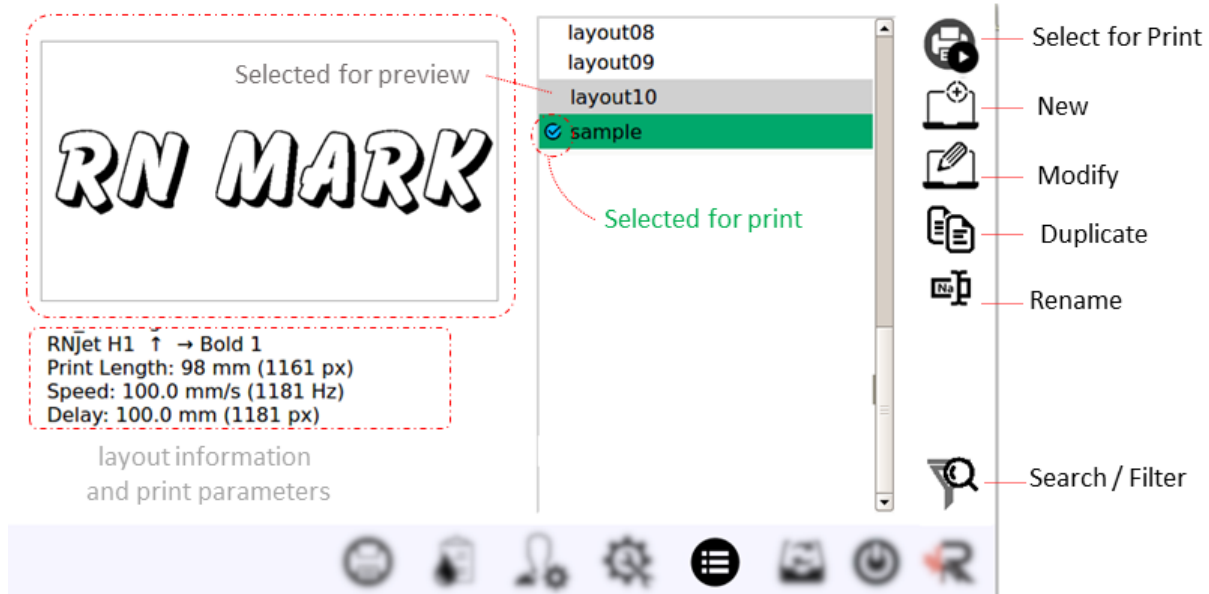 Selected for preview
RN MARK
RNJet H1 ↑ → Bold 1
Print Length: 98 mm (1161 px)
Speed: 100.0 mm/s (1181 Hz)
Delay: 100.0 mm (1181 px)
layout information
and print parameters
layout08
layout09
layout10
sample
Selected for print
Select for Print
New
Modify
Duplicate
Na
Rename
Search / Filter
R